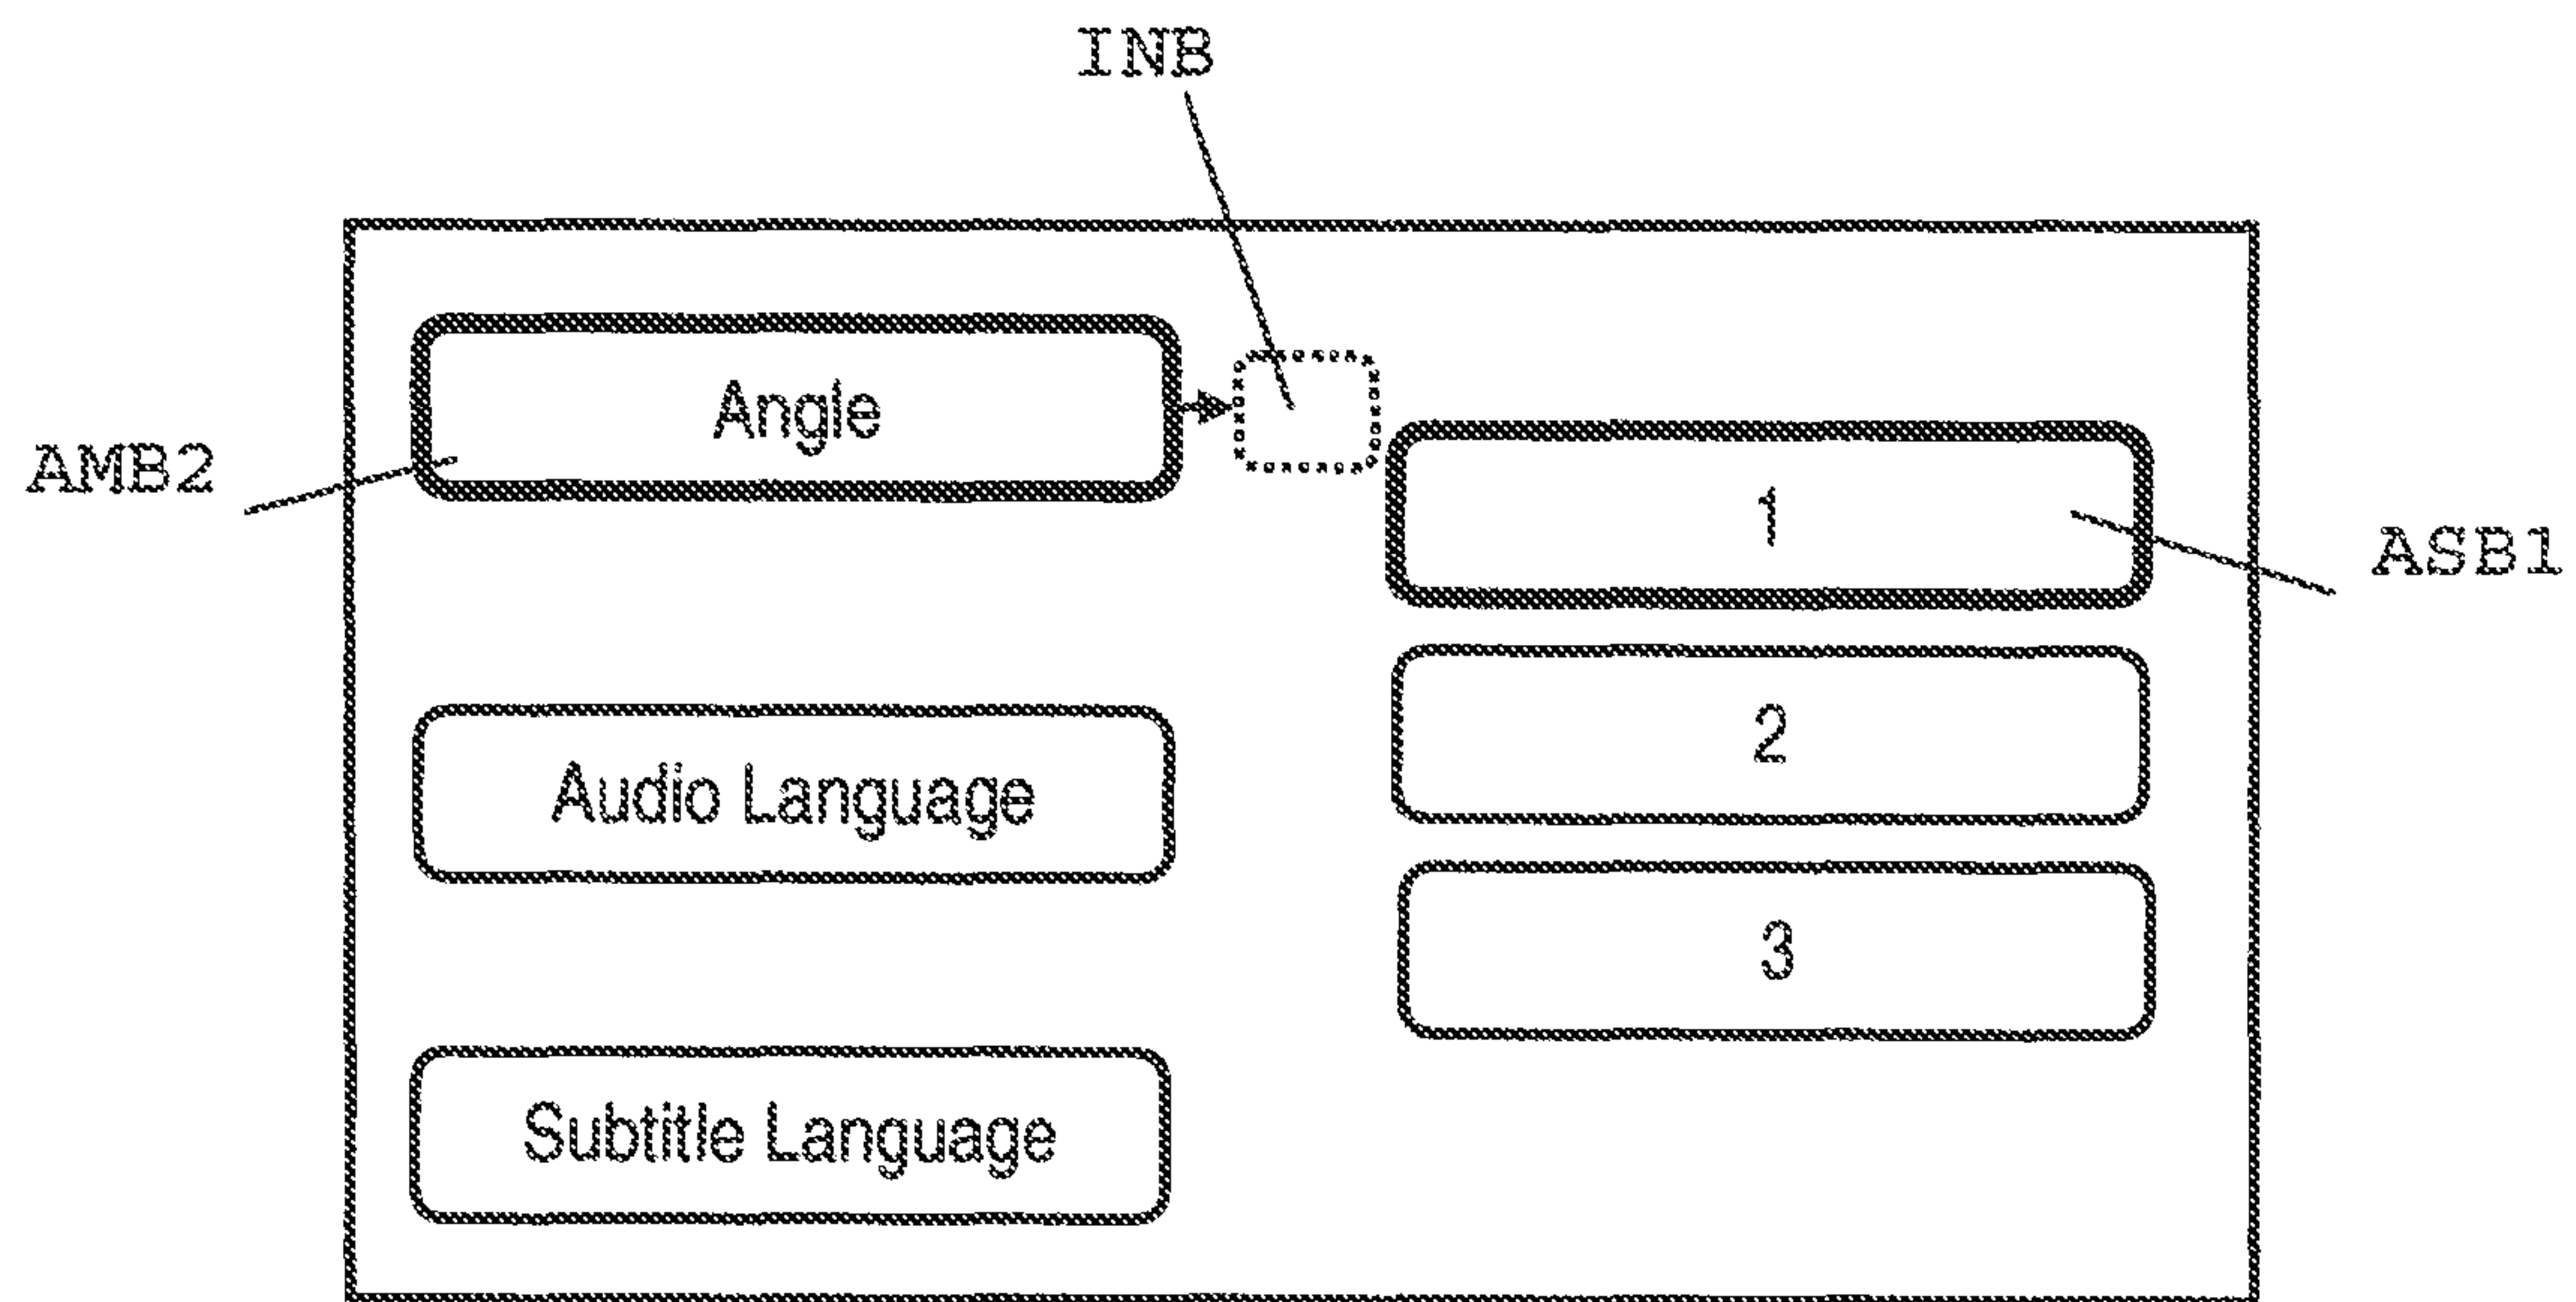 INB
Angle
AMB2
1
ASB1
2
Audio Language
3
Subtitle Language